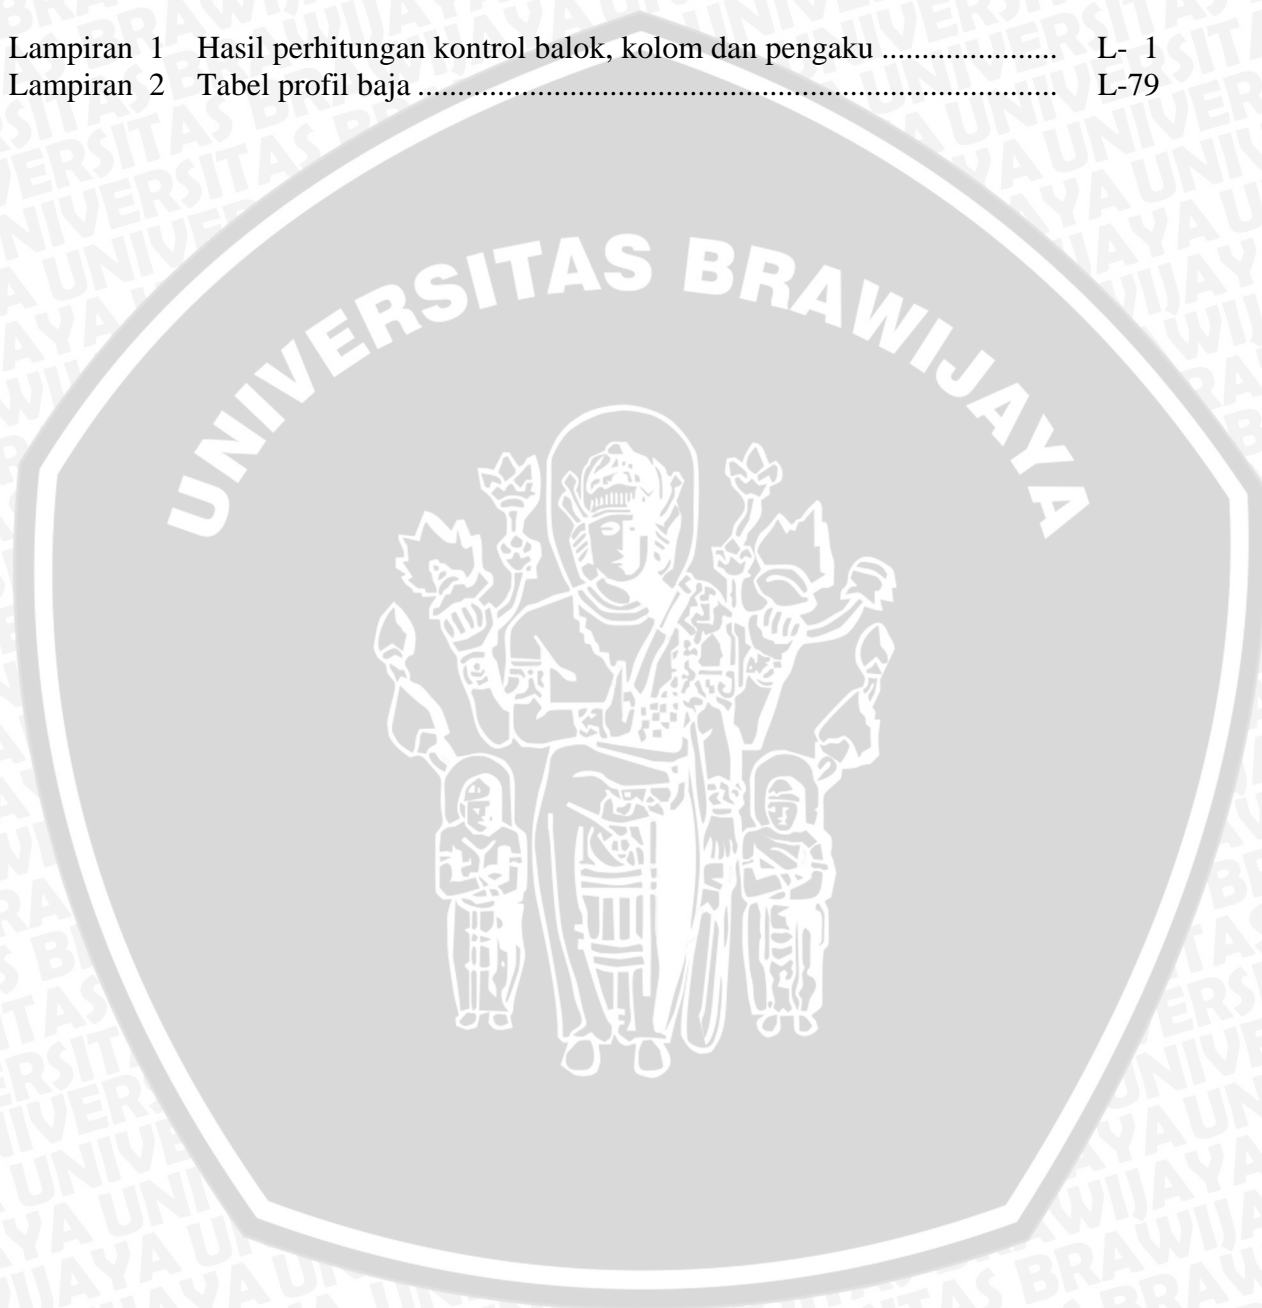 Lampiran 1 Hasil perhitungan kontrol balok, kolom dan pengaku ...................... L- 1
Lampiran 2 Tabel profil baja ................................................................................ L-79
UNIVERSITAS BRAWIJAYA